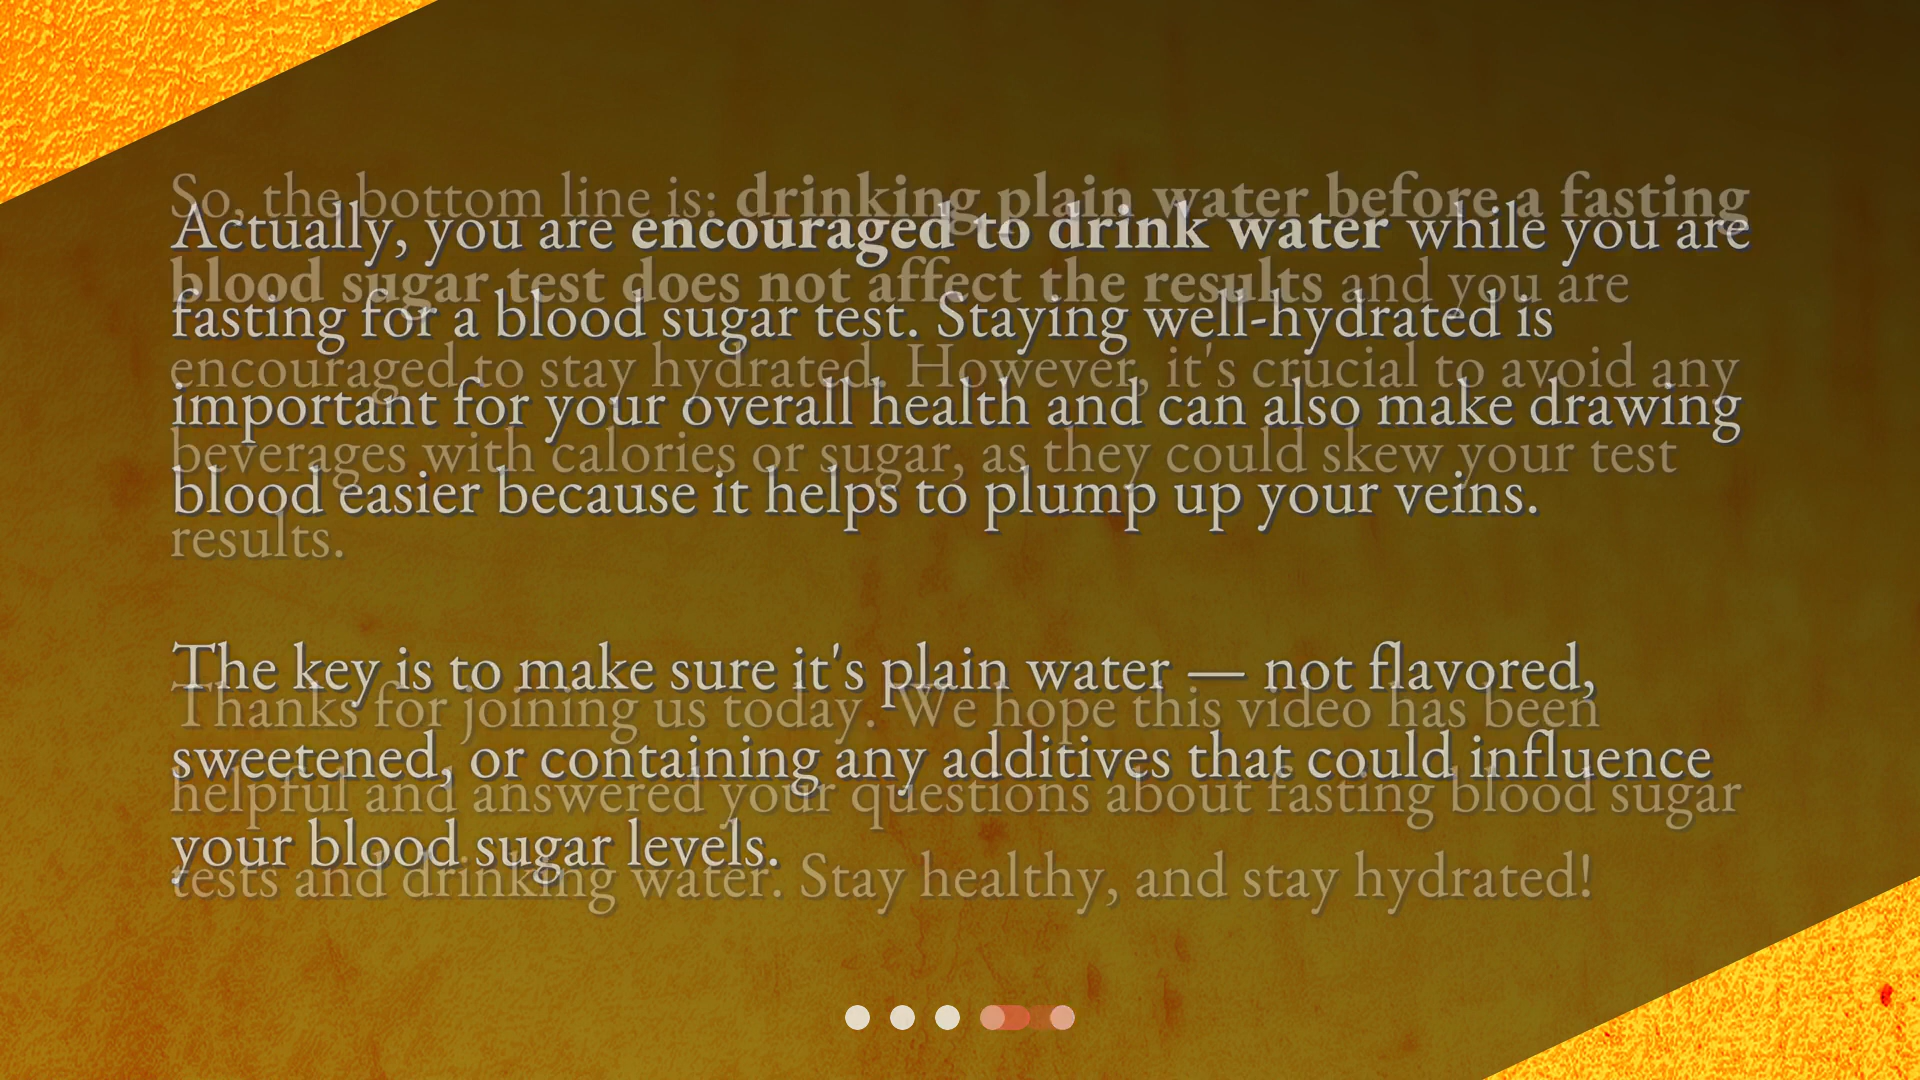 Actually, you are encouraged to drink water while you are
fasting for a blood sugar test. Staying well-hydrated is
important for your overall health and can also make drawing
blood easier because it helps to plump up your veins.
The key is to make sure it's plain water — not flavored,
sweetened, or containing any additives that could influence
your blood sugar levels.
So, the bottom line is: drinking plain water before a fasting
blood sugar test does not affect the results and you are
encouraged to stay hydrated. However, it's crucial to avoid any
beverages with calories or sugar, as they could skew your test
results.
Thanks for joining us today. We hope this video has been
helpful and answered your questions about fasting blood sugar
tests and drinking water. Stay healthy, and stay hydrated!